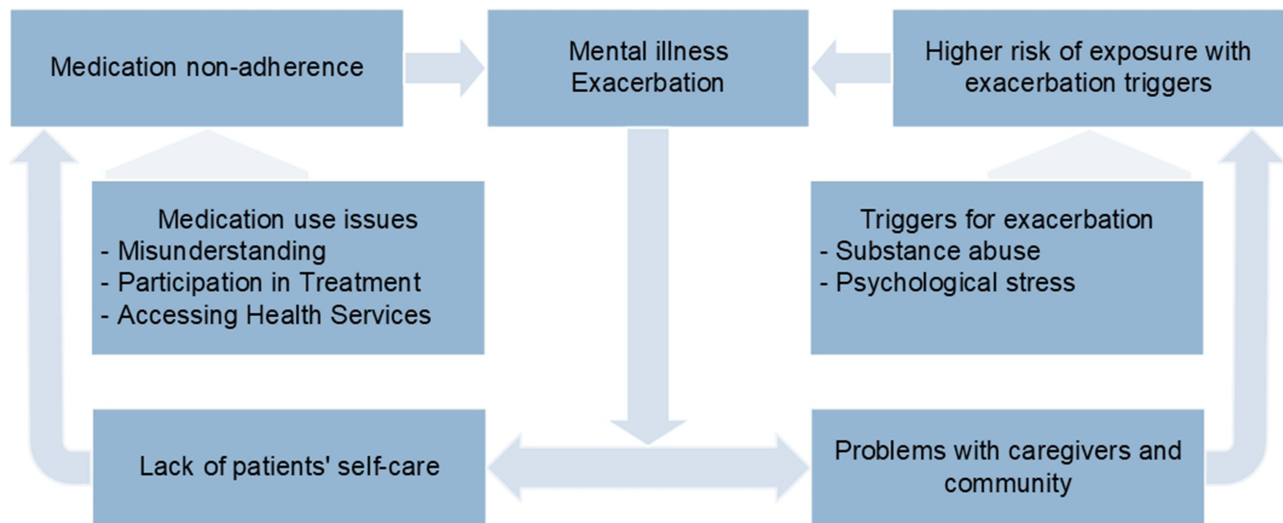 Medication non-adherence
Mental illness
Exacerbation
Higher risk of exposure with
exacerbation triggers
Medication use issues
- Misunderstanding
- Participation in Treatment
- Accessing Health Services
Triggers for exacerbation
- Substance abuse
- Psychological stress
Lack of patients' self-care
Problems with caregivers and
community